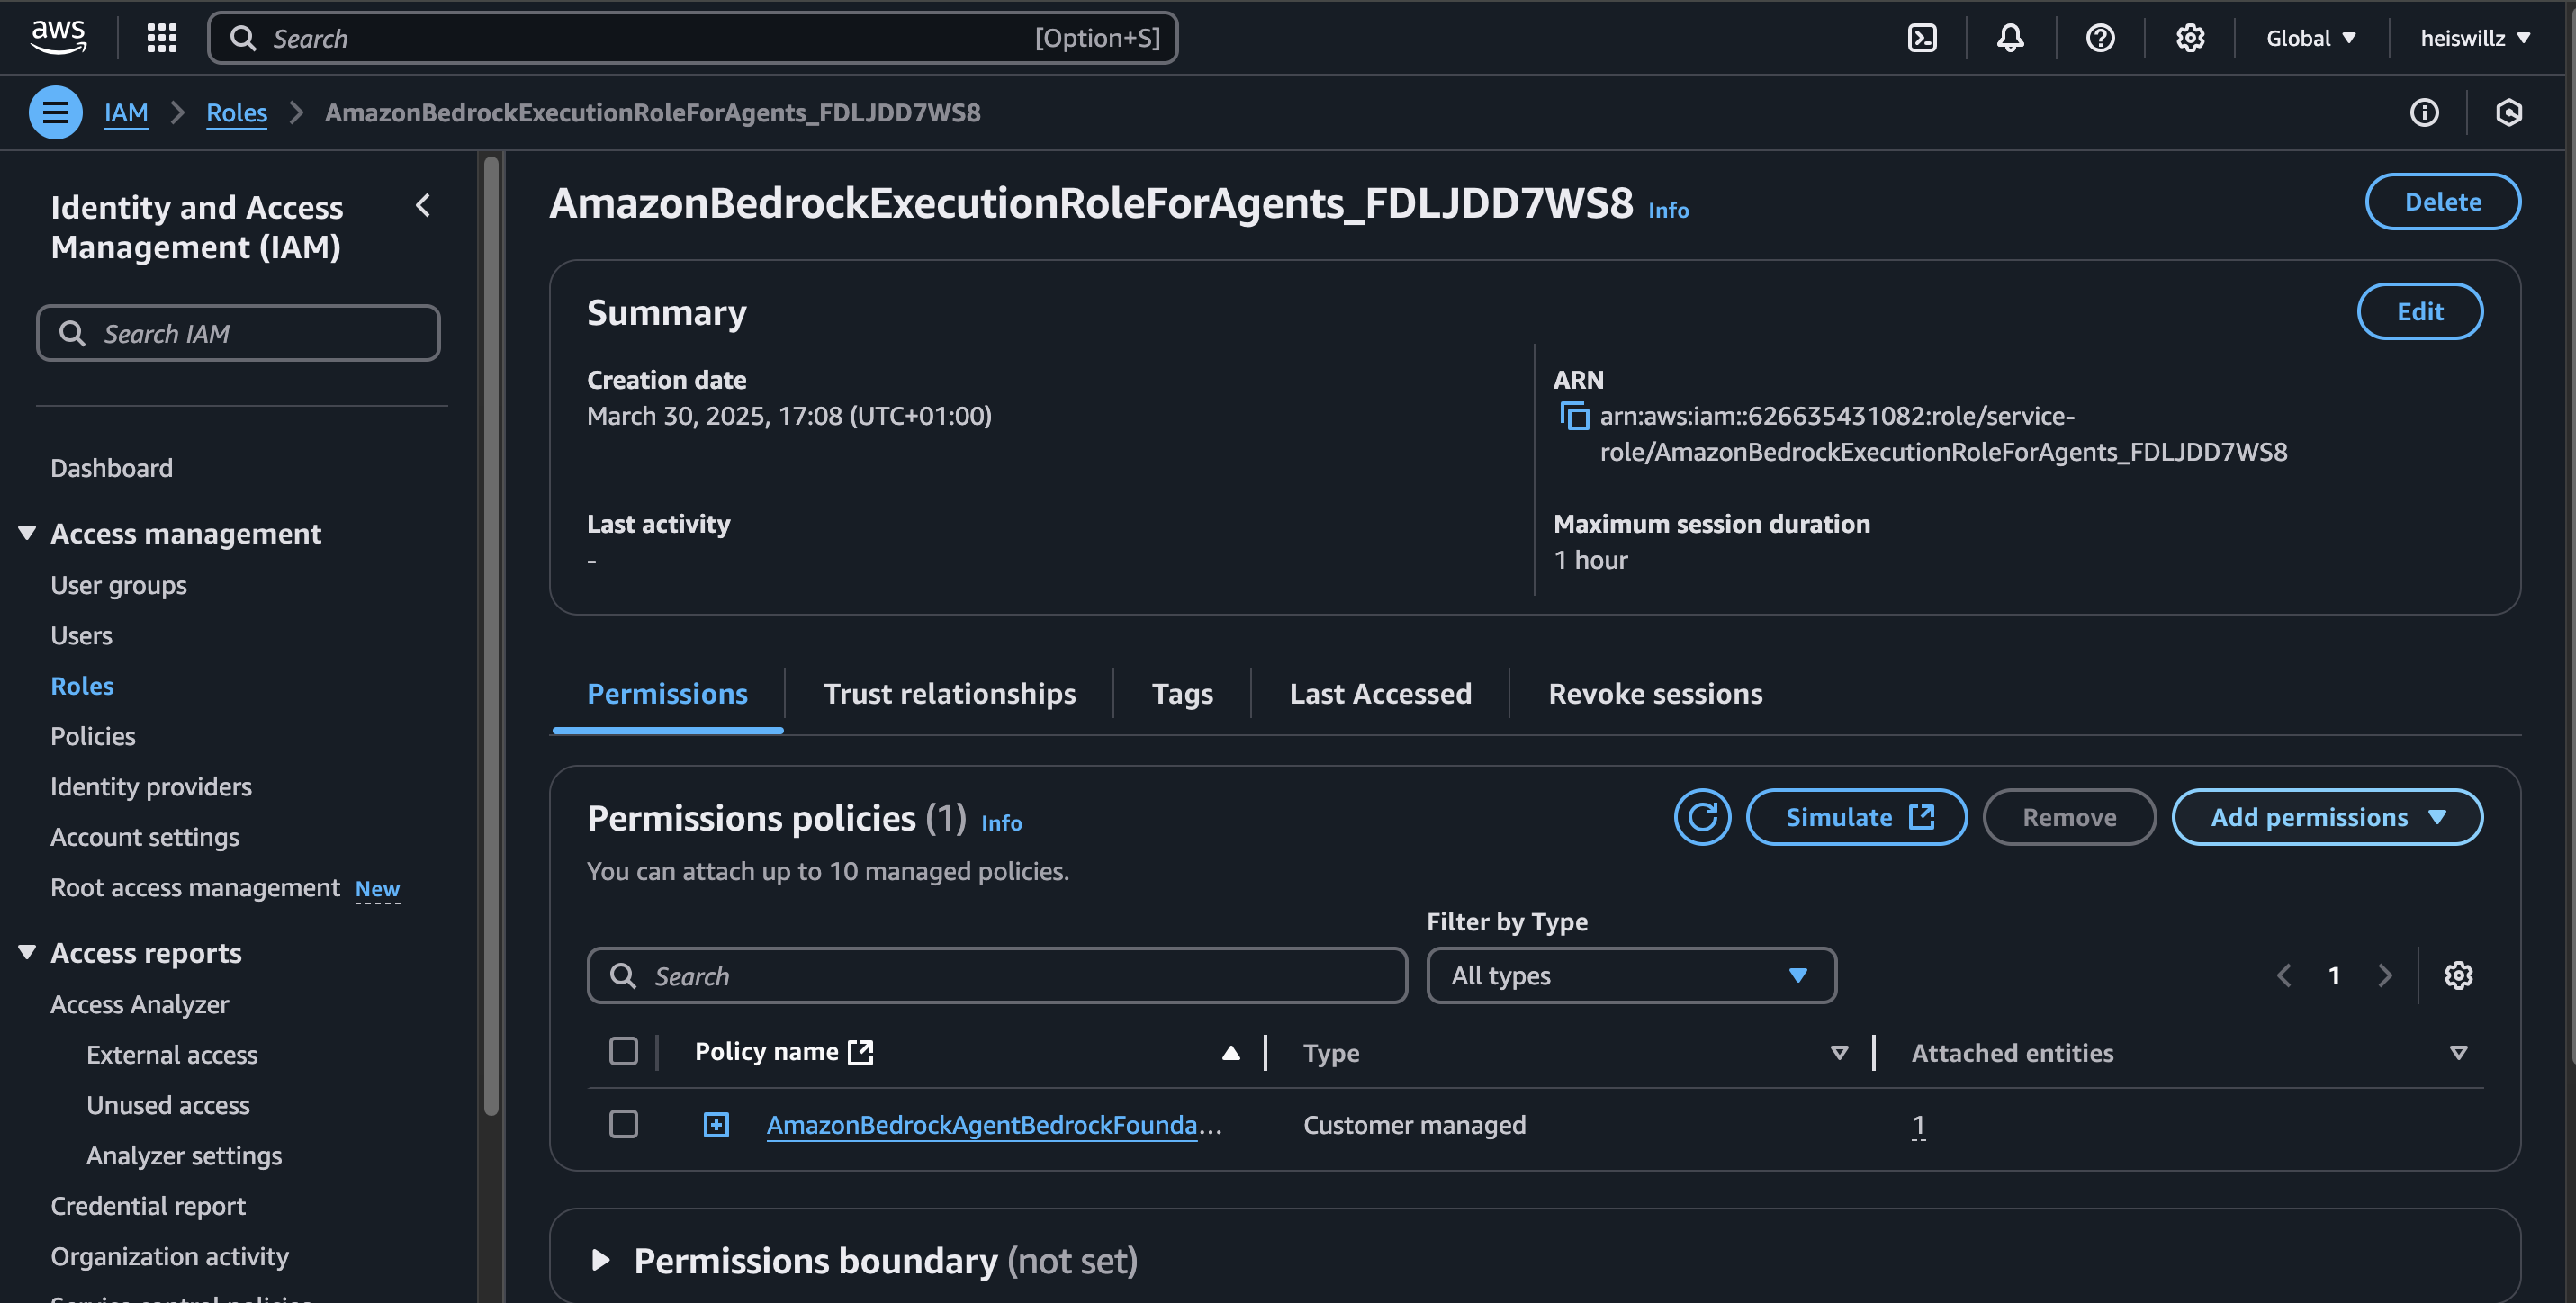 aws
Search
[Option+S]
Global
heiswillz
IAM
Roles
AmazonBedrockExecutionRoleForAgents_FDLJDD7WS8
Identity and Access
Management (IAM)
Search IAM
Dashboard
Access management
User groups
Users
Roles
Policies
Identity providers
Account settings
Root access management New
Access reports
Access Analyzer
External access
Unused access
Analyzer settings
Credential report
Organization activity
Service control policies
AmazonBedrockExecutionRoleForAgents_FDLJDD7WS8 Info
Delete
Summary
Edit
Creation date
March 30, 2025, 17:08 (UTC+01:00)
ARN
arn:aws:iam::626635431082:role/service-
role/AmazonBedrockExecutionRoleForAgents_FDLJDD7WS8
Last activity
-
Maximum session duration
1 hour
Permissions
Trust relationships
Tags
Last Accessed
Revoke sessions
Permissions policies (1) Info
Simulate
Remove
Add permissions
You can attach up to 10 managed policies.
Filter by Type
Search
All types
1
Policy name
Type
Attached entities
AmazonBedrockAgentBedrockFounda...
Customer managed
1
Permissions boundary (not set)